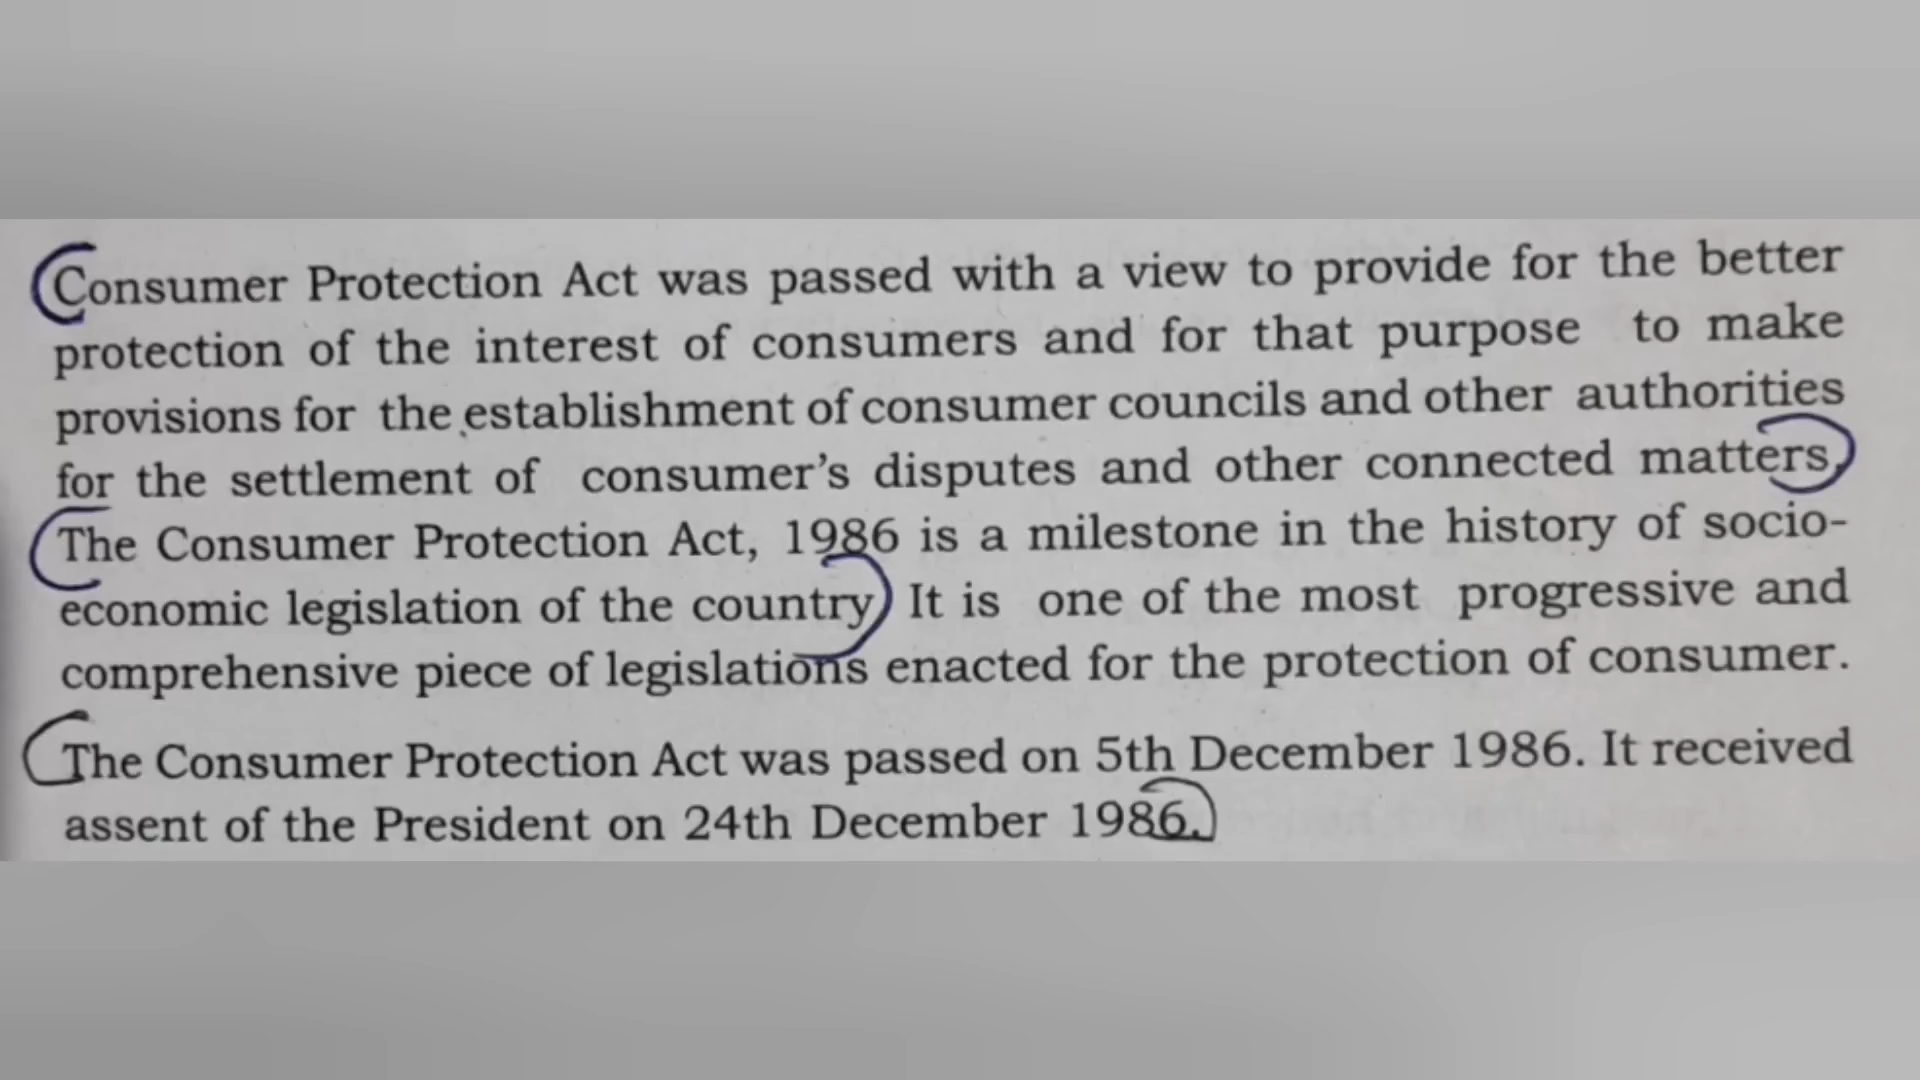 Consumer Protection Act was passed with a view to provide for the better
protection of the interest of consumers and for that purpose to make
provisions for the establishment of consumer councils and other authorities
for the settlement of consumer's disputes and other connected matters.
The Consumer Protection Act, 1986 is a milestone in the history of socio-
economic legislation of the country. It is one of the most progressive and
comprehensive piece of legislations enacted for the protection of consumer.
The Consumer Protection Act was passed on 5th December 1986. It received
assent of the President on 24th December 1986.